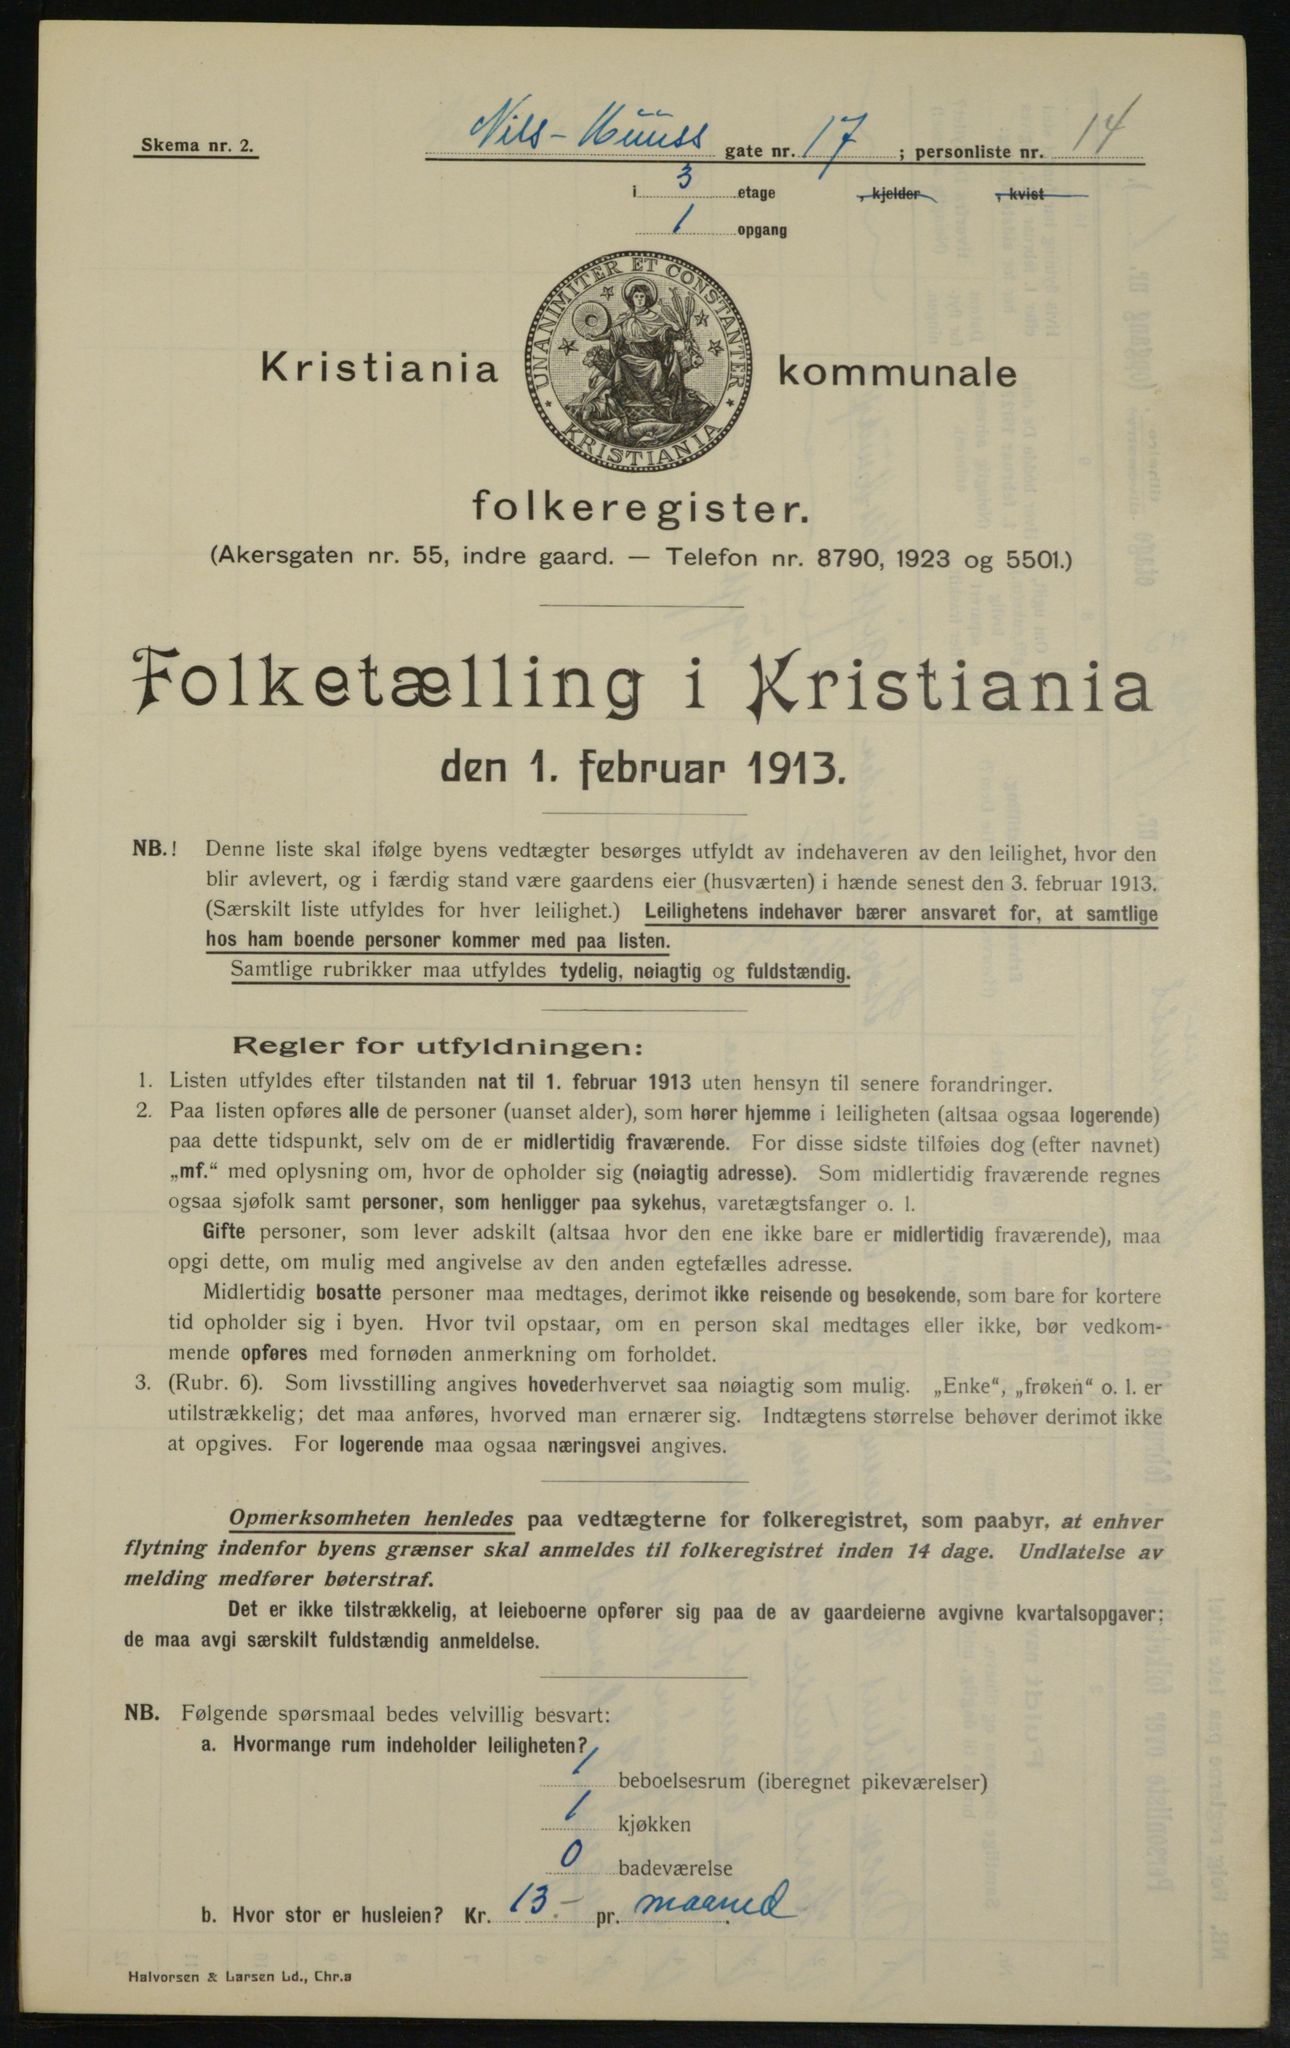 Skema nr. 2.
Nils-Huuss gate nr. 17 ; personliste nr. 14
i 3 etage , kjelder , kvist
1 opgang
UNANIMITER ET CONSTANTER
KRISTIANIA
Kristiania kommunale
folkeregister.
(Akersgaten nr. 55, indre gaard. — Telefon nr. 8790, 1923 og 5501.)
Folketælling i Kristiania
den 1. februar 1913.
NB.! Denne liste skal ifølge byens vedtægter besørges utfyldt av indehaveren av den leilighet, hvor den
blir avlevert, og i færdig stand være gaardens eier (husværten) i hænde senest den 3. februar 1913.
(Særskilt liste utfyldes for hver leilighet.) Leilighetens indehaver bærer ansvaret for, at samtlige
hos ham boende personer kommer med paa listen.
Samtlige rubrikker maa utfyldes tydelig, nøiagtig og fuldstændig.
Regler for utfyldningen:
1. Listen utfyldes efter tilstanden nat til 1. februar 1913 uten hensyn til senere forandringer.
2. Paa listen opføres alle de personer (uanset alder), som hører hjemme i leiligheten (altsaa ogsaa logerende)
paa dette tidspunkt, selv om de er midlertidig fraværende. For disse sidste tilføies dog (efter navnet)
„mf.“ med oplysning om, hvor de opholder sig (nøiagtig adresse). Som midlertidig fraværende regnes
ogsaa sjøfolk samt personer, som henligger paa sykehus, varetægtsfanger o. l.
Gifte personer, som lever adskilt (altsaa hvor den ene ikke bare er midlertidig fraværende), maa
opgi dette, om mulig med angivelse av den anden egtefælles adresse.
Midlertidig bosatte personer maa medtages, derimot ikke reisende og besøkende, som bare for kortere
tid opholder sig i byen. Hvor tvil opstaar, om en person skal medtages eller ikke, bør vedkom-
mende opføres med fornøden anmerkning om forholdet.
3. (Rubr. 6). Som livsstilling angives hovederhvervet saa nøiagtig som mulig. „Enke“, „frøken“ o. l. er
utilstrækkelig; det maa anføres, hvorved man ernærer sig. Indtægtens størrelse behøver derimot ikke
at opgives. For logerende maa ogsaa næringsvei angives.
Opmerksomheten henledes paa vedtægterne for folkeregistret, som paabyr, at enhver
flytning indenfor byens grænser skal anmeldes til folkeregistret inden 14 dage. Undlatelse av
melding medfører bøterstraf.
Det er ikke tilstrækkelig, at leieboerne opfører sig paa de av gaardeierne avgivne kvartalsopgaver;
de maa avgi særskilt fuldstændig anmeldelse.
NB. Følgende spørsmaal bedes velvillig besvart:
a. Hvormange rum indeholder leiligheten?
1 beboelsesrum (iberegnet pikeværelser)
1 kjøkken
0 badeværelse
b. Hvor stor er husleien? Kr. 13.- pr. maaned.
Halvorsen & Larsen Ld., Chr.a